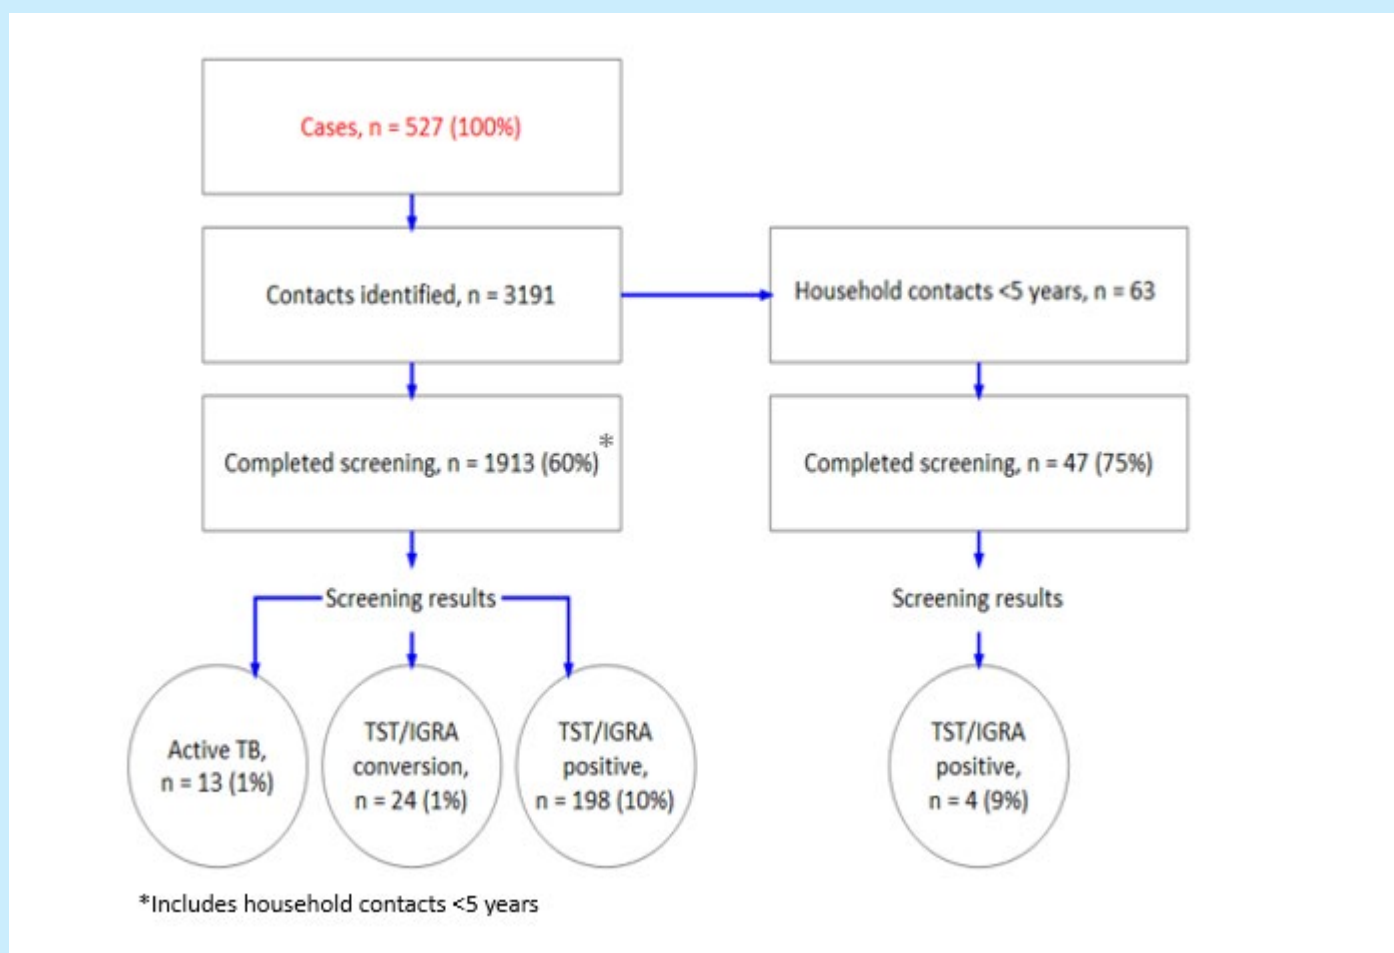 Cases, n = 527 (100%)
Contacts identified, n = 3191
Household contacts <5 years, n = 63
Completed screening, n = 1913 (60%)*
Completed screening, n = 47 (75%)
Screening results
Screening results
Active TB,
n = 13 (1%)
TST/IGRA
conversion,
n = 24 (1%)
TST/IGRA
positive,
n = 198 (10%)
TST/IGRA
positive,
n = 4 (9%)
*Includes household contacts <5 years